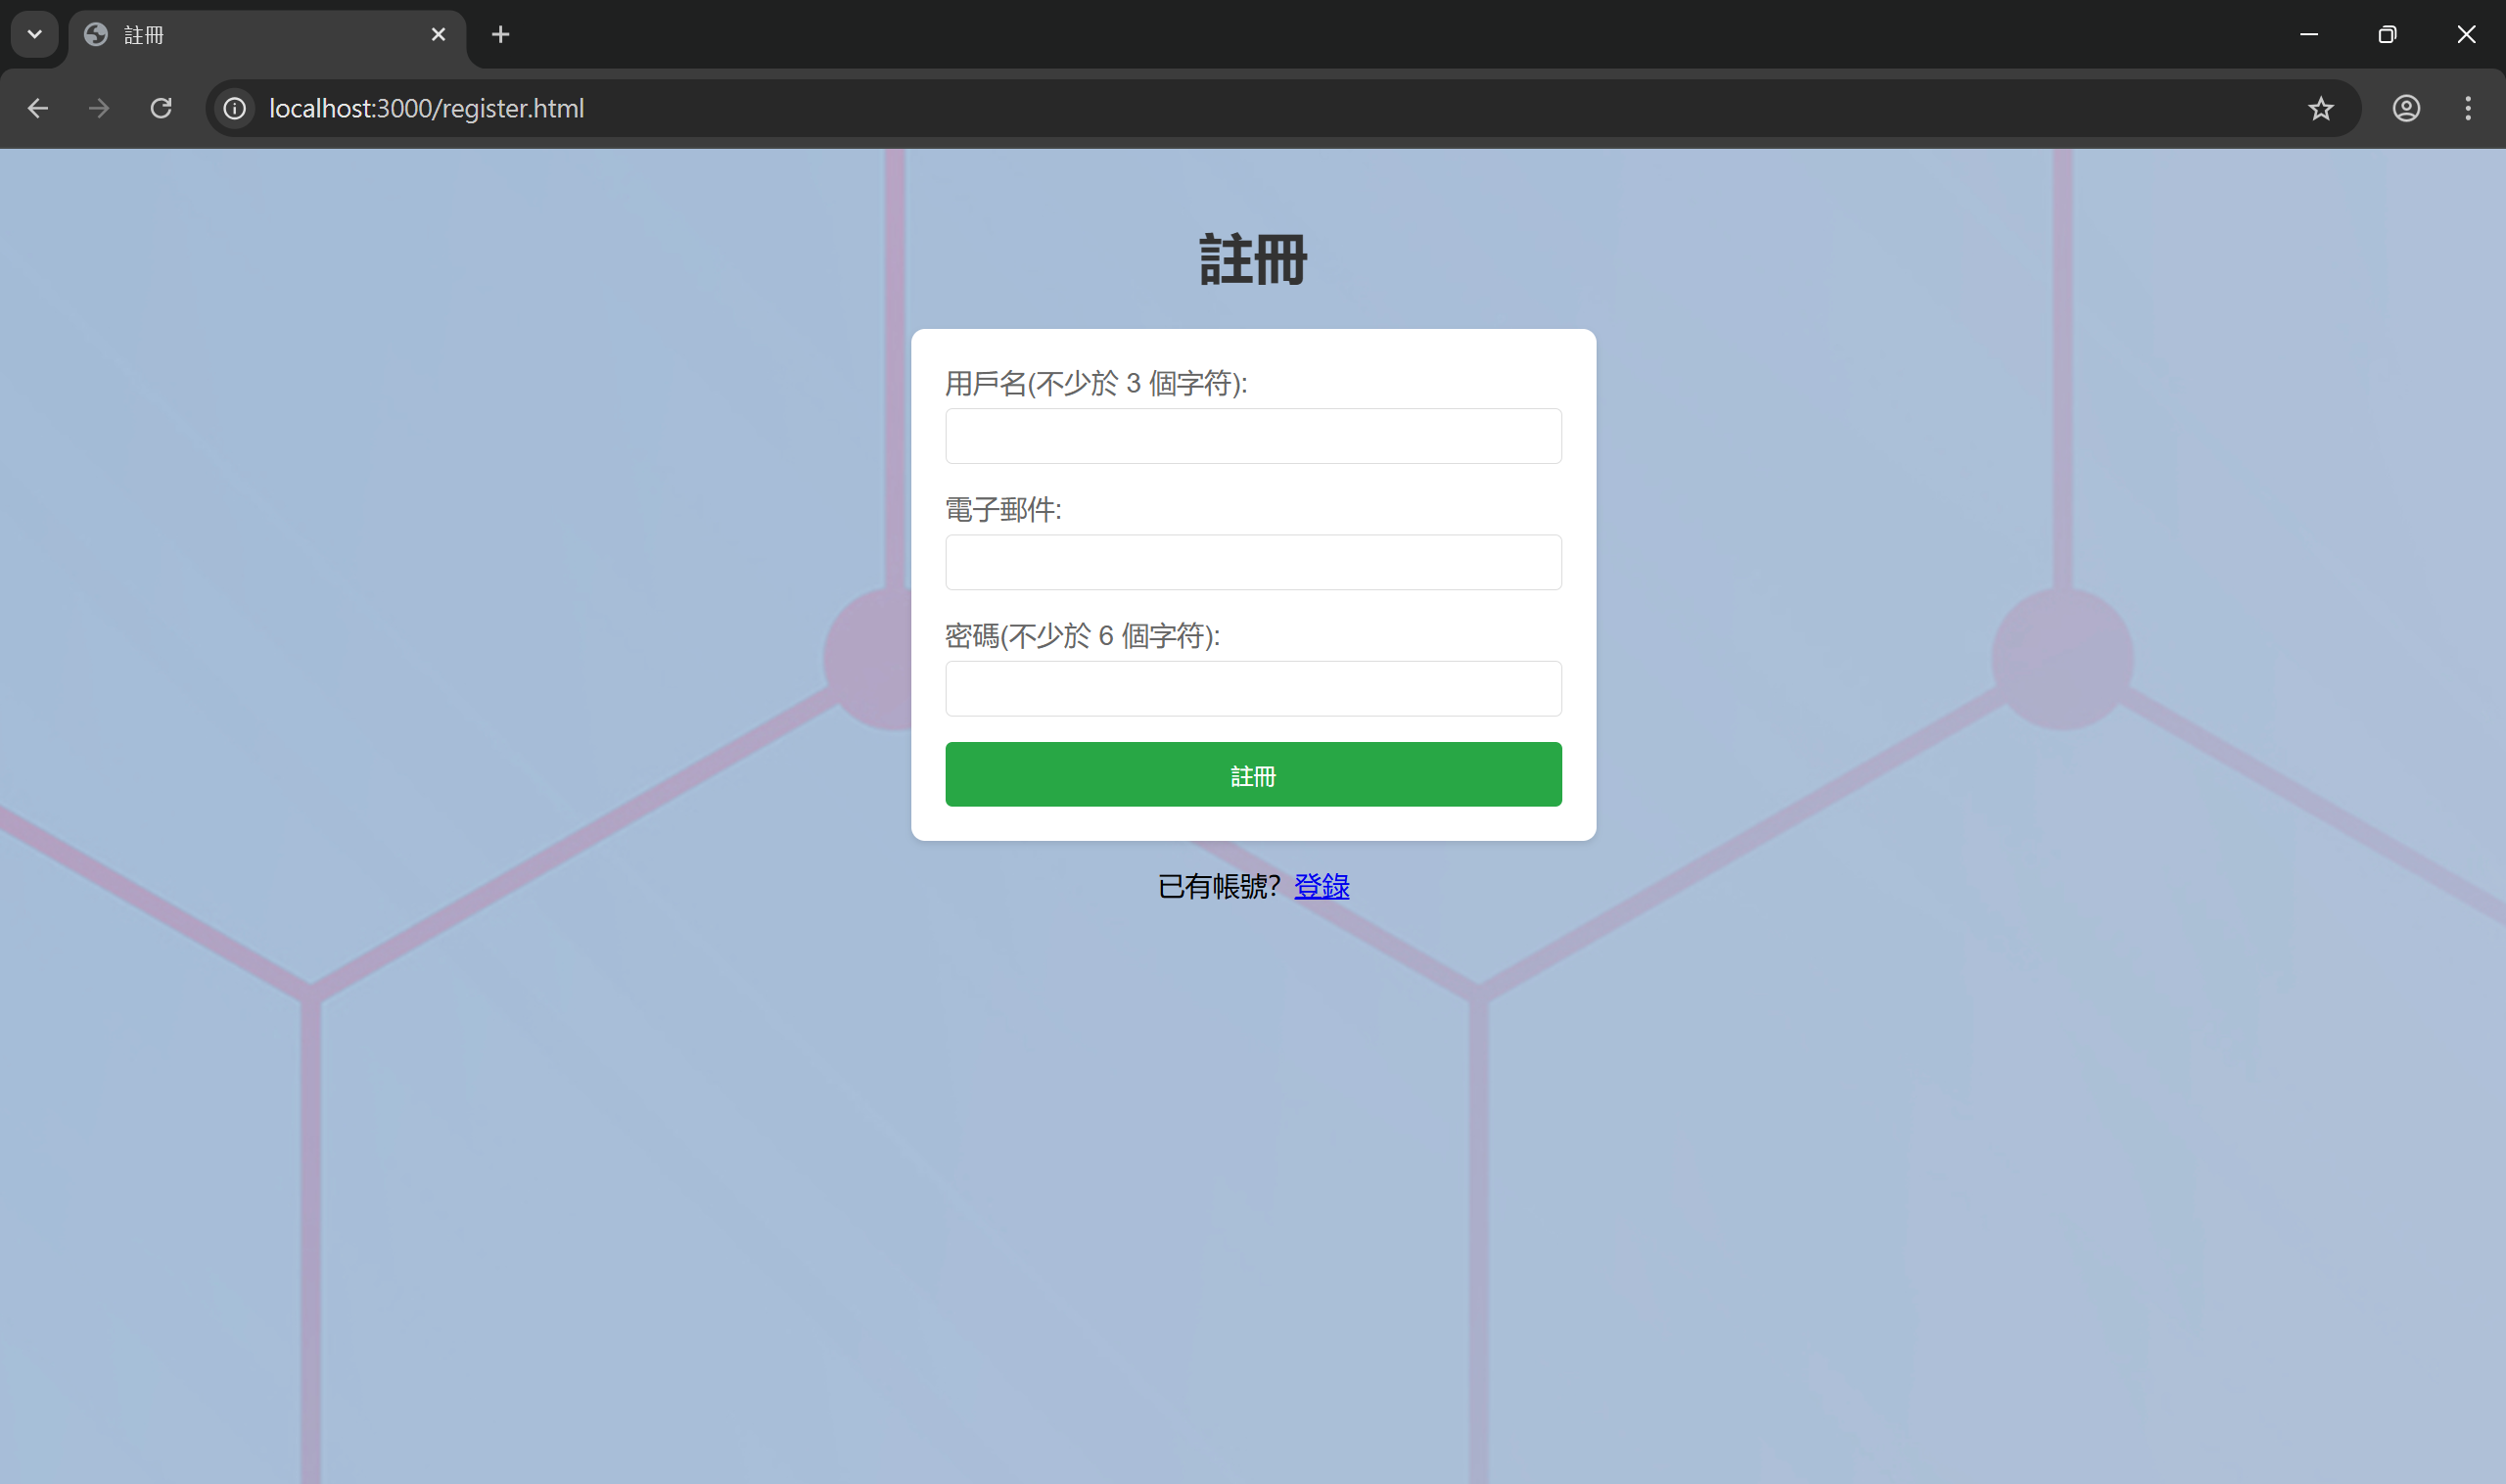 註冊
localhost:3000/register.html
註冊
用戶名(不少於 3 個字符):
電子郵件:
密碼(不少於 6 個字符):
註冊
已有帳號? 登錄